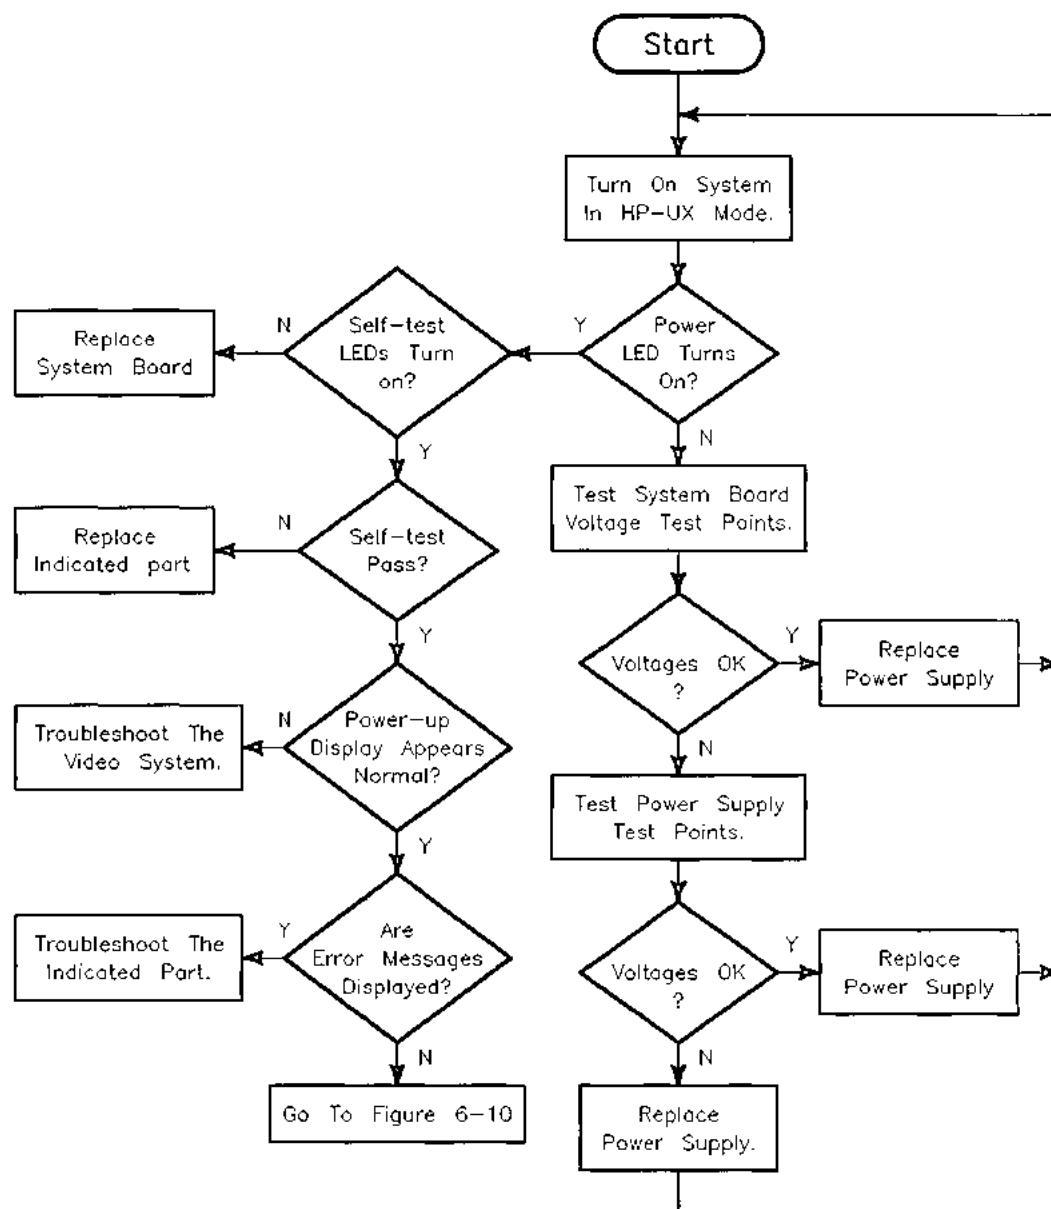 Start
Turn On System
In HP-UX Mode.
Power
LED Turns
On?
Y
N
Self-test
LEDs Turn
on?
N
Y
Replace
System Board
Self-test
Pass?
N
Y
Replace
Indicated part
Power-up
Display Appears
Normal?
N
Y
Troubleshoot The
Video System.
Are
Error Messages
Displayed?
Y
N
Troubleshoot The
Indicated Part.
Go To Figure 6-10
Test System Board
Voltage Test Points.
Voltages OK
?
Y
N
Replace
Power Supply
Test Power Supply
Test Points.
Voltages OK
?
Y
N
Replace
Power Supply
Replace
Power Supply.